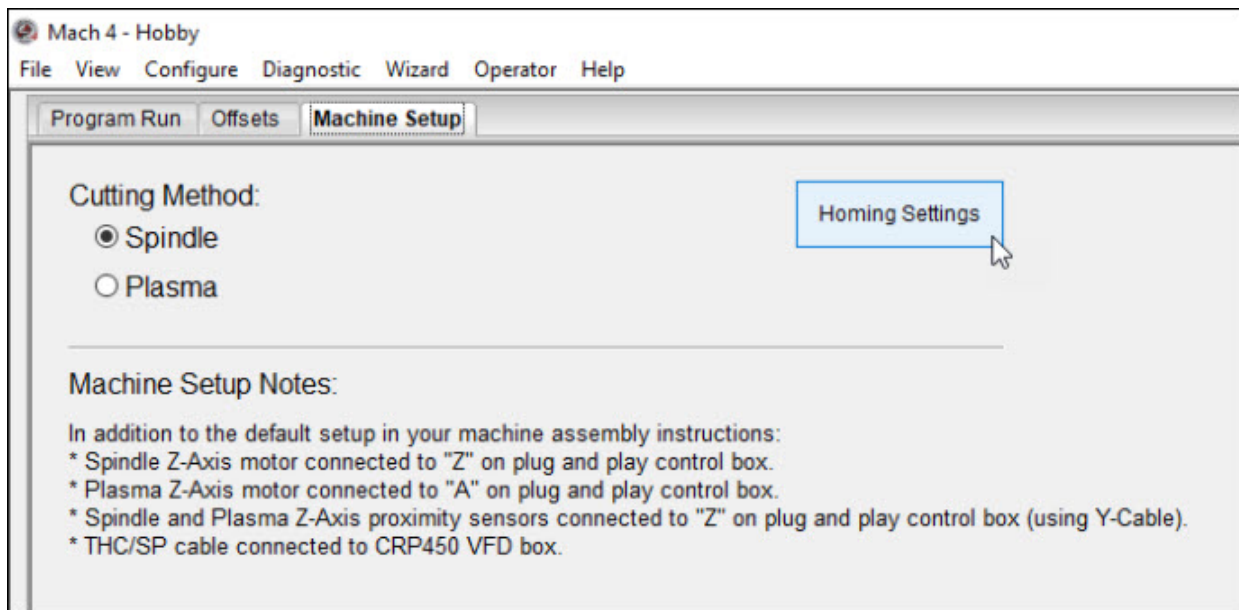 Mach 4 - Hobby
File View Configure Diagnostic Wizard Operator Help
Program Run Offsets Machine Setup
Cutting Method:
Homing Settings
Spindle
Plasma
Machine Setup Notes:
In addition to the default setup in your machine assembly instructions:
* Spindle Z-Axis motor connected to "Z" on plug and play control box.
* Plasma Z-Axis motor connected to "A" on plug and play control box.
* Spindle and Plasma Z-Axis proximity sensors connected to "Z" on plug and play control box (using Y-Cable).
* THC/SP cable connected to CRP450 VFD box.